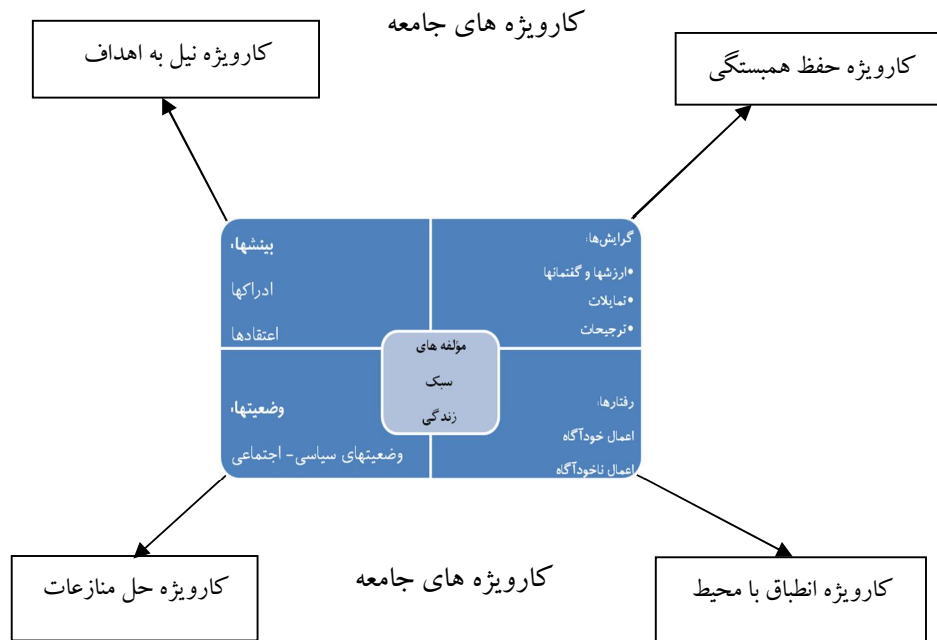 کارویژه های جامعه
کارویژه حفظ همبستگی
کارویژه نیل به اهداف
گرایش‌ها:
•ارزشها و گفتمانها
•تمایلات
•ترجیحات
بینشها:
ادراکها
اعتقادها
مؤلفه های
سبک
زندگی
رفتارها:
اعمال خودآگاه
اعمال ناخودآگاه
وضعیتها:
وضعیتهای سیاسی- اجتماعی
کارویژه انطباق با محیط
کارویژه های جامعه
کارویژه حل منازعات